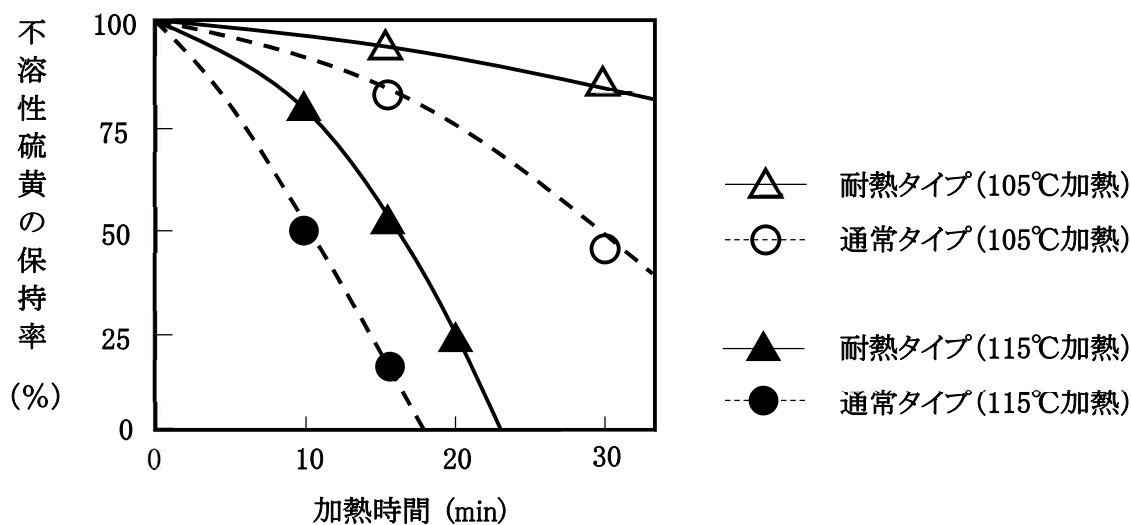 不溶性硫黄の保持率(%)
100
75
50
25
0
0 10 20 30
加熱時間 (min)
耐熱タイプ(105℃加熱)
通常タイプ(105℃加熱)
耐熱タイプ(115℃加熱)
通常タイプ(115℃加熱)